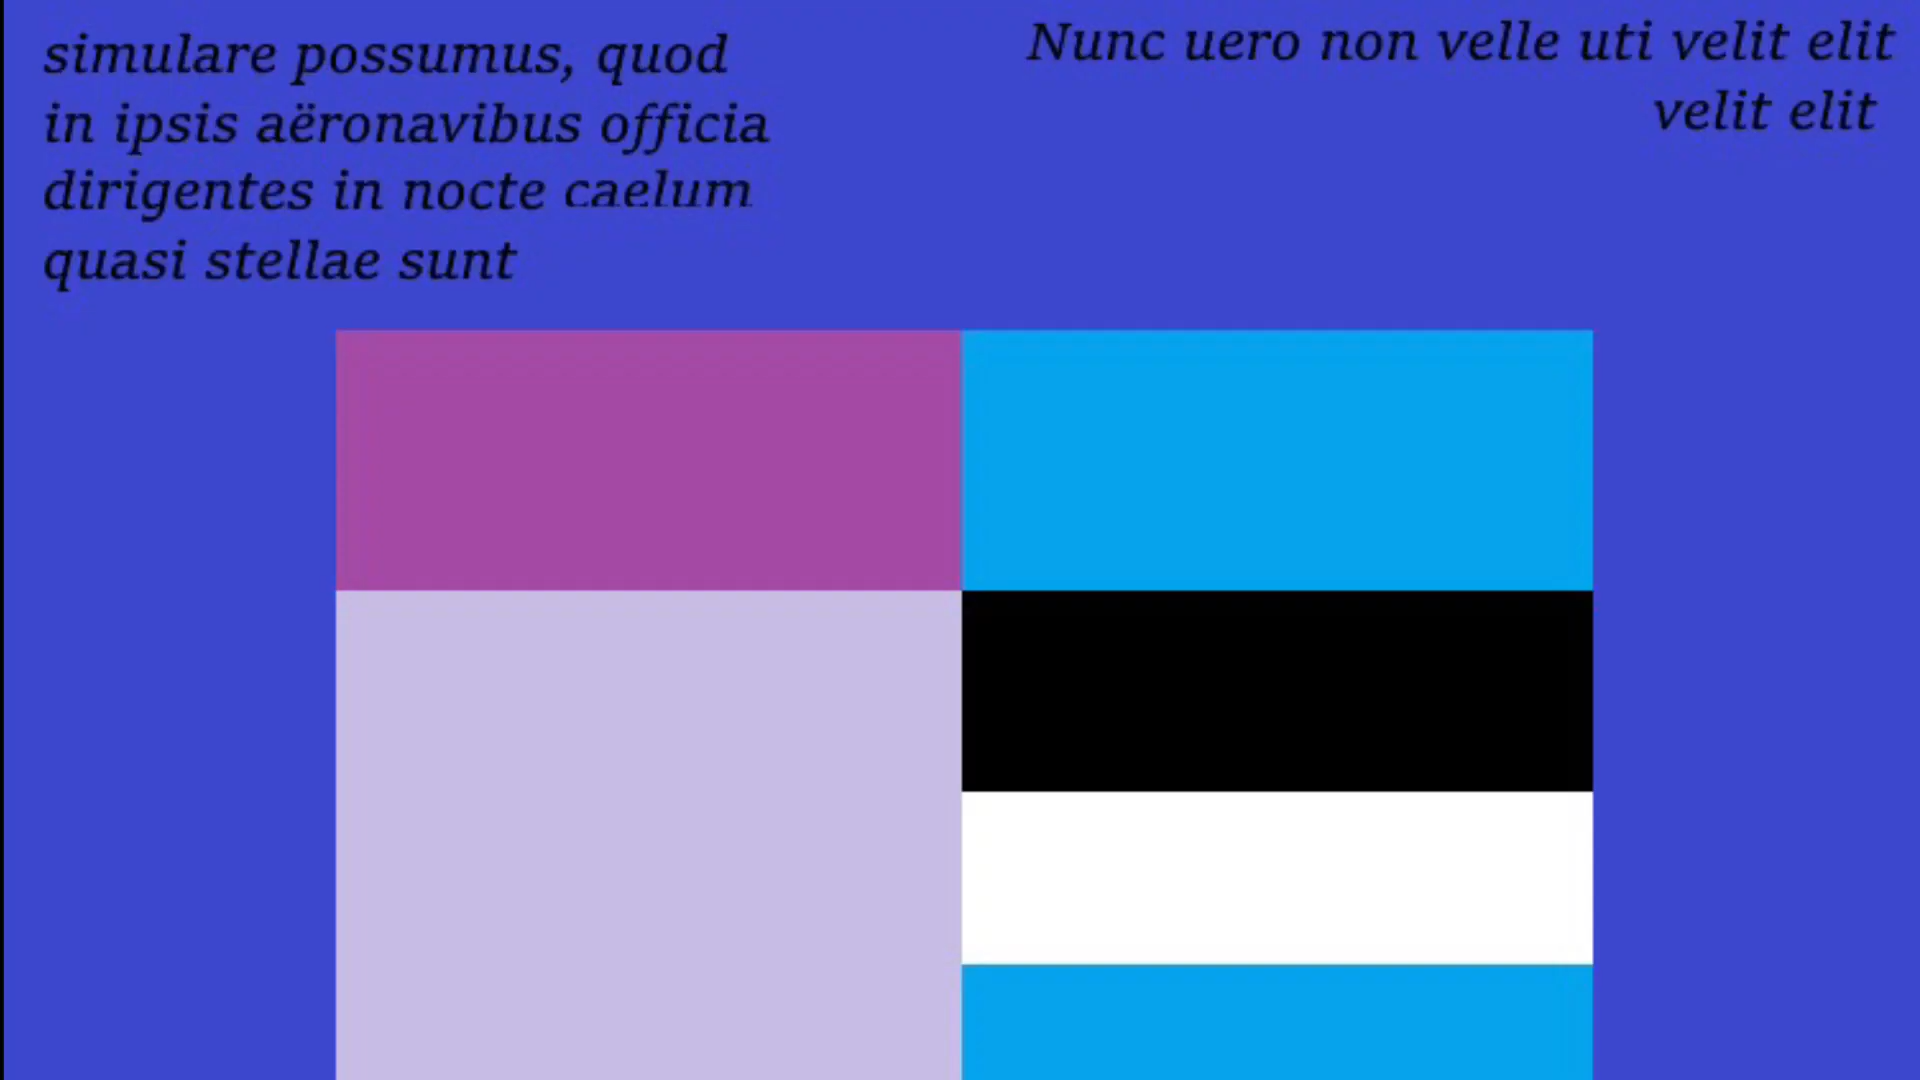 simulare possumus, quod
in ipsis aëronavibus officia
dirigentes in nocte caelum
quasi stellae sunt
Nunc uero non velle uti velit elit
velit elit